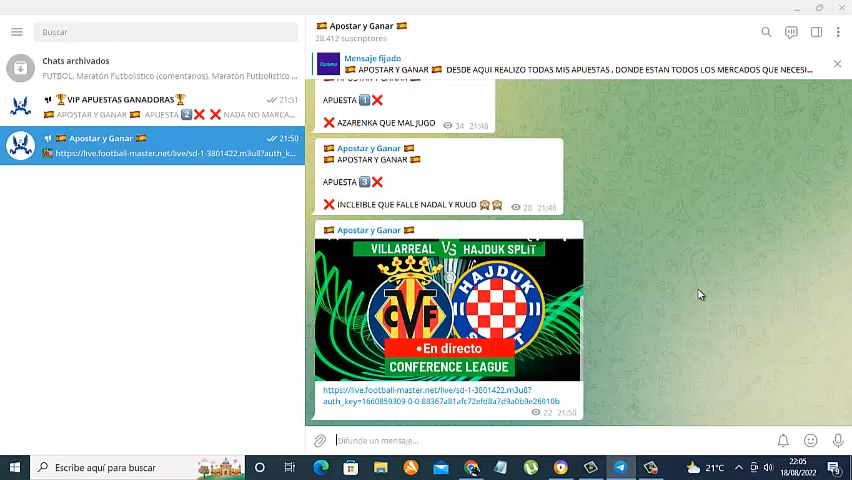 Buscar
Chats archivados
FUTBOL, Maratón Futbolistico (comentanos), Maratón Futbolístico ...
🏆VIP APUESTAS GANADORAS🏆 21:51
🇪🇸 APOSTAR Y GANAR 🇪🇸 APUESTA 2️⃣❌ ❌ NADA NO MARCA...
🇪🇸 Apostar y Ganar 🇪🇸 21:50
https://live.football-master.net/live/sd-1-3801422.m3u8?auth_k...
🇪🇸 Apostar y Ganar 🇪🇸
28.412 suscriptores
Mensaje fijado
🇪🇸 APOSTAR Y GANAR 🇪🇸 DESDE AQUI REALIZO TODAS MIS APUESTAS , DONDE ESTAN TODOS LOS MERCADOS QUE NECESI...
APUESTA 1️⃣❌
❌ AZARENKA QUE MAL JUGO 34 21:46
🇪🇸 Apostar y Ganar 🇪🇸
🇪🇸 APOSTAR Y GANAR 🇪🇸
APUESTA 3️⃣❌
❌ INCLEIBLE QUE FALLE NADAL Y RUUD 🙈🙈 28 21:46
🇪🇸 Apostar y Ganar 🇪🇸
VILLARREAL VS HAJDUK SPLIT
CVF
HAJDUK
•En directo
CONFERENCE LEAGUE
https://live.football-master.net/live/sd-1-3801422.m3u8?
auth_key=1660859309-0-0-88367a81afc72efd8a7d9a0b9e26910b
22 21:50
Difunde un mensaje...
Escribe aquí para buscar
21°C
22:05
18/08/2022